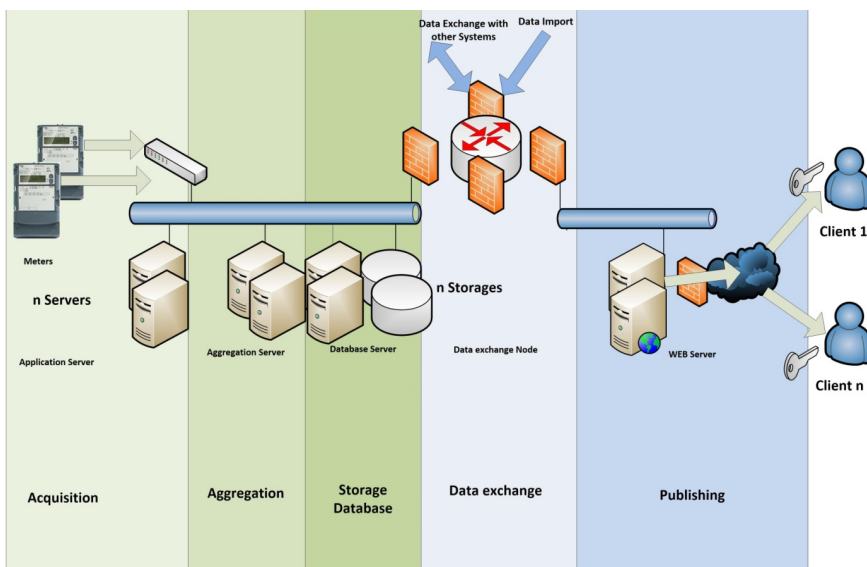 Data Exchange with
other Systems
Data Import
Meters
n Servers
Application Server
Aggregation Server
Database Server
n Storages
Data exchange Node
WEB Server
Client 1
Client n
Acquisition
Aggregation
Storage
Database
Data exchange
Publishing